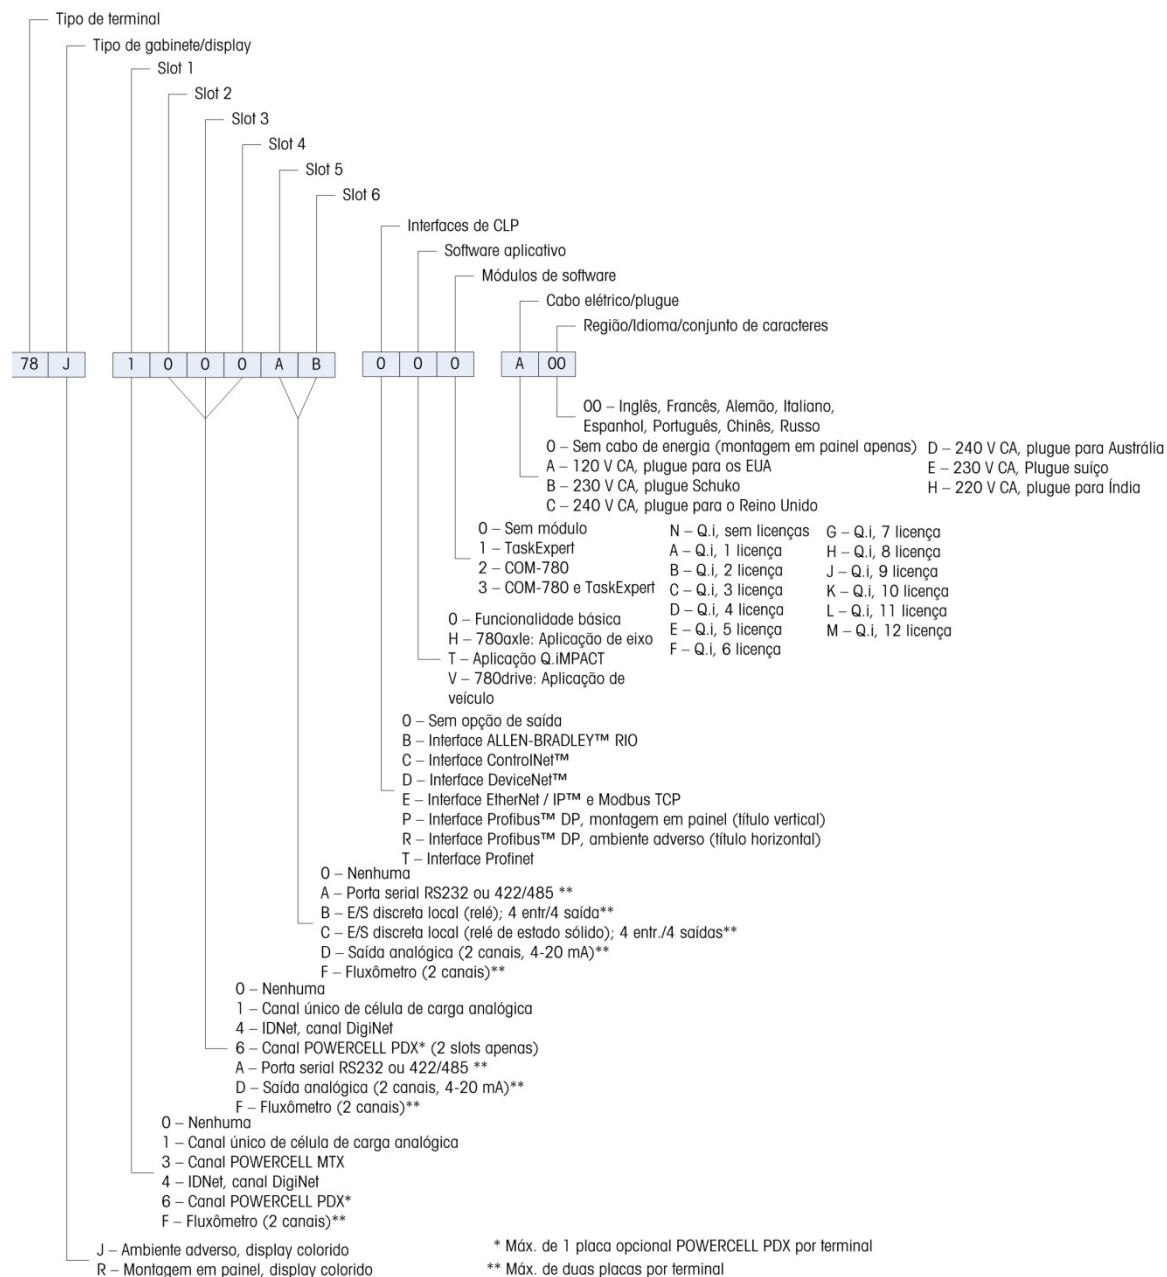 Tipo de terminal
Tipo de gabinete/display
Slot 1
Slot 2
Slot 3
Slot 4
Slot 5
Slot 6
Interfaces de CLP
Software aplicativo
Módulos de software
Cabo elétrico/plugue
Região/Idioma/conjunto de caracteres
78 J 1 0 0 0 A B 0 0 0 A 00
00 – Inglês, Francês, Alemão, Italiano,
Espanhol, Português, Chinês, Russo
0 – Sem cabo de energia (montagem em painel apenas)
A – 120 V CA, plugue para os EUA
B – 230 V CA, plugue Schuko
C – 240 V CA, plugue para o Reino Unido
D – 240 V CA, plugue para Austrália
E – 230 V CA, Plugue suíço
H – 220 V CA, plugue para Índia
0 – Sem módulo
1 – TaskExpert
2 – COM-780
3 – COM-780 e TaskExpert
N – Q.i, sem licenças
A – Q.i, 1 licença
B – Q.i, 2 licença
C – Q.i, 3 licença
D – Q.i, 4 licença
E – Q.i, 5 licença
F – Q.i, 6 licença
G – Q.i, 7 licença
H – Q.i, 8 licença
J – Q.i, 9 licença
K – Q.i, 10 licença
L – Q.i, 11 licença
M – Q.i, 12 licença
0 – Funcionalidade básica
H – 780axle: Aplicação de eixo
T – Aplicação Q.iMPACT
V – 780drive: Aplicação de
veículo
0 – Sem opção de saída
B – Interface ALLEN-BRADLEY™ RIO
C – Interface ControlNet™
D – Interface DeviceNet™
E – Interface EtherNet / IP™ e Modbus TCP
P – Interface Profibus™ DP, montagem em painel (título vertical)
R – Interface Profibus™ DP, ambiente adverso (título horizontal)
T – Interface Profinet
0 – Nenhuma
A – Porta serial RS232 ou 422/485 **
B – E/S discreta local (relé); 4 entr/4 saída**
C – E/S discreta local (relé de estado sólido); 4 entr./4 saídas**
D – Saída analógica (2 canais, 4-20 mA)**
F – Fluxômetro (2 canais)**
0 – Nenhuma
1 – Canal único de célula de carga analógica
4 – IDNet, canal DigiNet
6 – Canal POWERCELL PDX* (2 slots apenas)
A – Porta serial RS232 ou 422/485 **
D – Saída analógica (2 canais, 4-20 mA)**
F – Fluxômetro (2 canais)**
0 – Nenhuma
1 – Canal único de célula de carga analógica
3 – Canal POWERCELL MTX
4 – IDNet, canal DigiNet
6 – Canal POWERCELL PDX*
F – Fluxômetro (2 canais)**
J – Ambiente adverso, display colorido
R – Montagem em painel, display colorido
* Máx. de 1 placa opcional POWERCELL PDX por terminal
** Máx. de duas placas por terminal